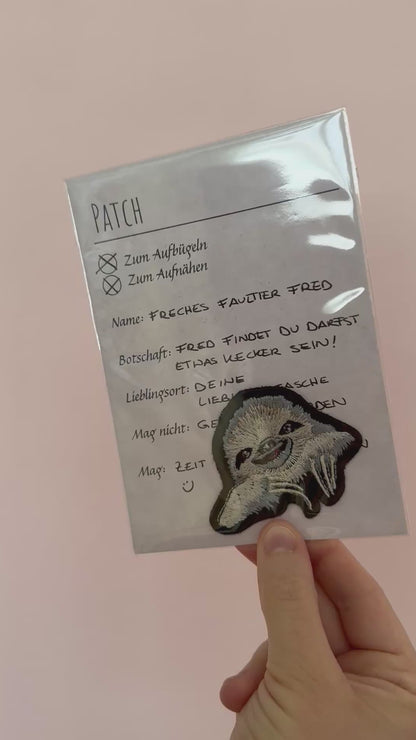 PATCH
Zum Aufbügeln
Zum Aufnähen
Name: FRECHES FAULTIER FRED
Botschaft: FRED FINDET DU DARFST
ETWAS KECKER SEIN!
Lieblingsort: DEINE
Mag nicht:
Mag: ZEIT